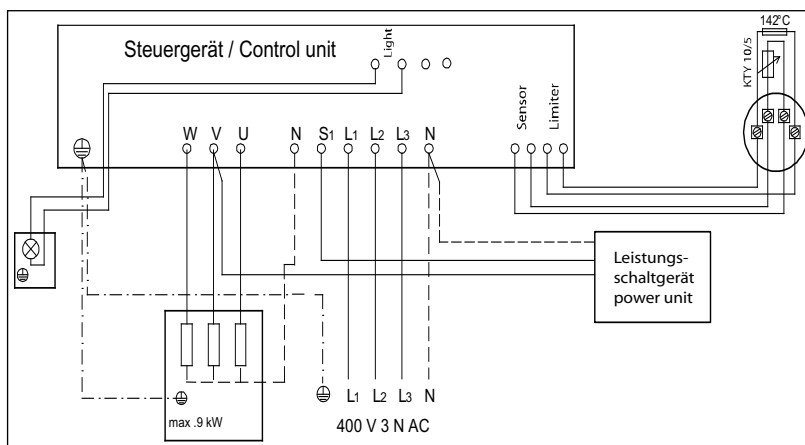 Steuergerät / Control unit
Light
142°C
KTY 10/5
Sensor
Limiter
W V U N S1 L1 L2 L3 N
Leistungs-
schaltgerät
power unit
max .9 kW
L1 L2 L3 N
400 V 3 N AC